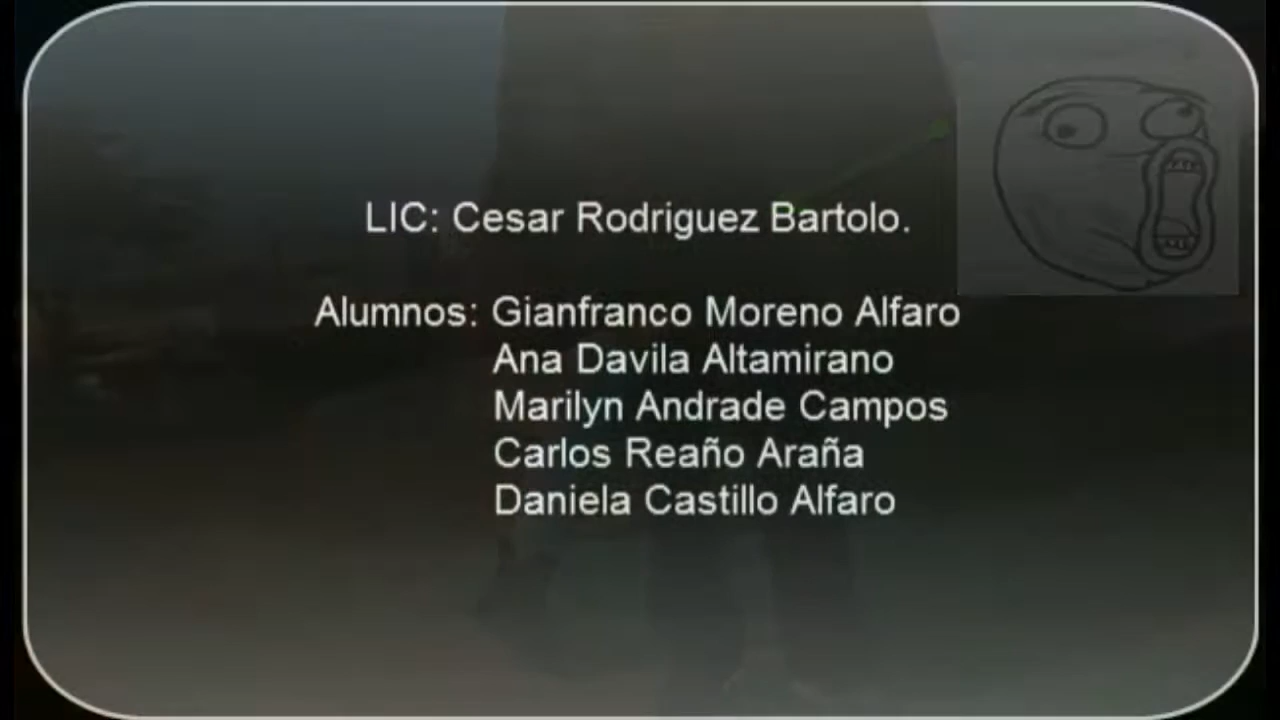 LIC: Cesar Rodriguez Bartolo.
Alumnos: Gianfranco Moreno Alfaro
Ana Davila Altamirano
Marilyn Andrade Campos
Carlos Reaño Araña
Daniela Castillo Alfaro